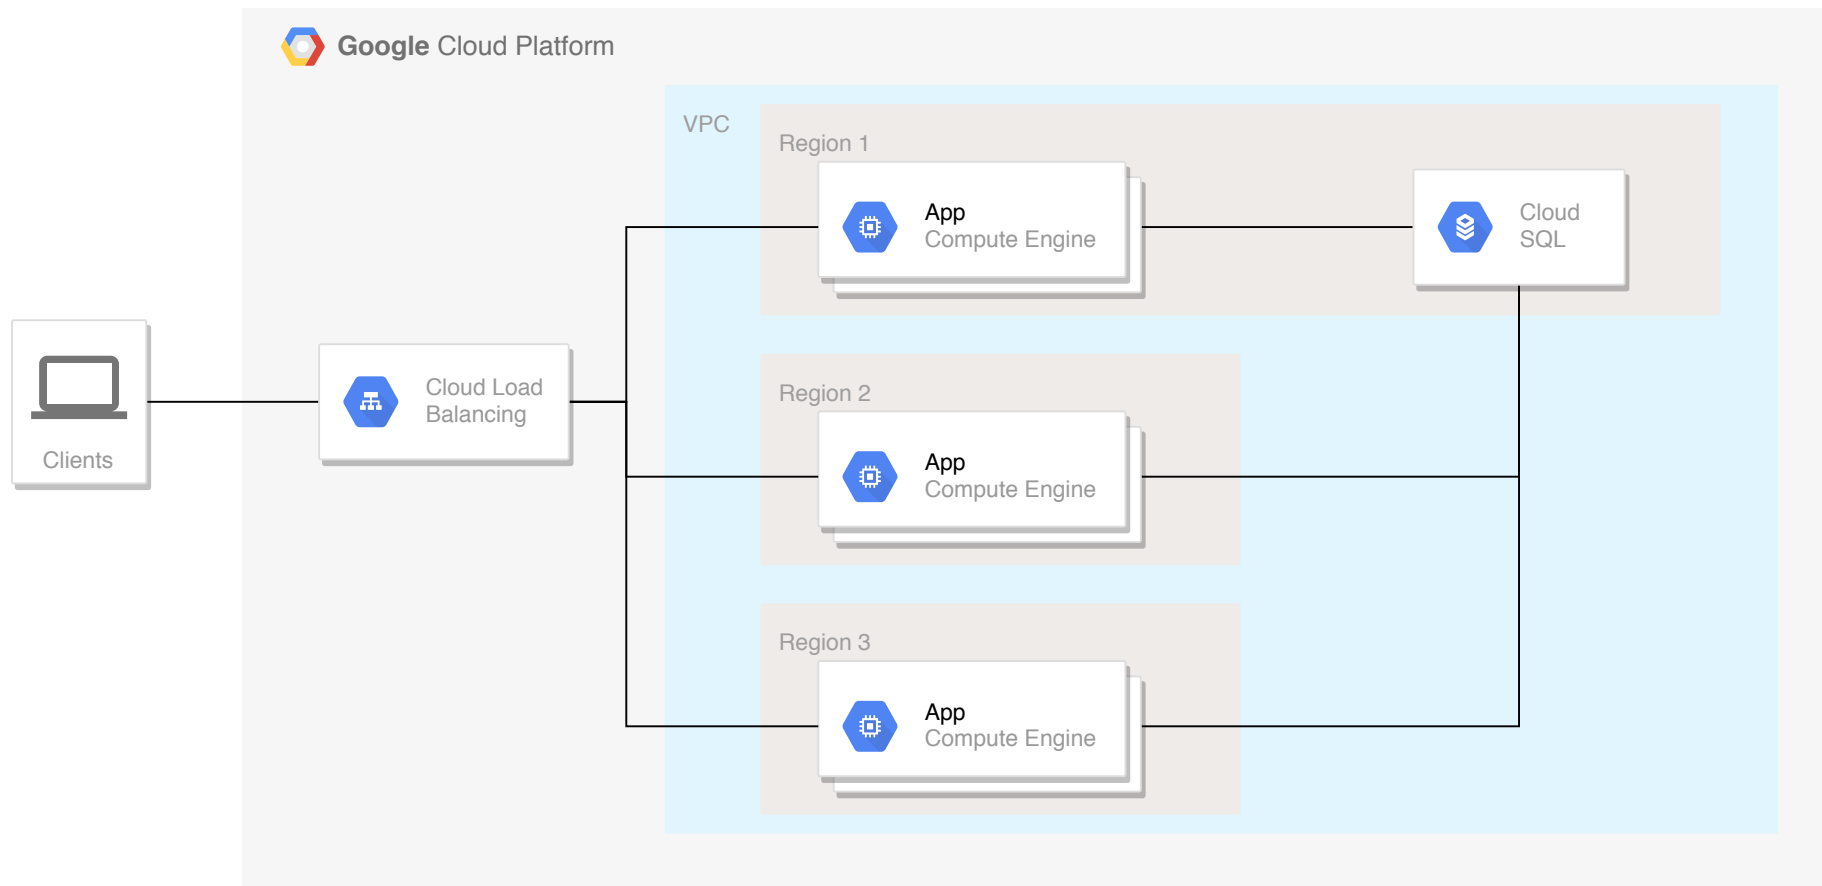 Google Cloud Platform
VPC
Region 1
App
Compute Engine
Cloud
SQL
Clients
Cloud Load
Balancing
Region 2
App
Compute Engine
Region 3
App
Compute Engine